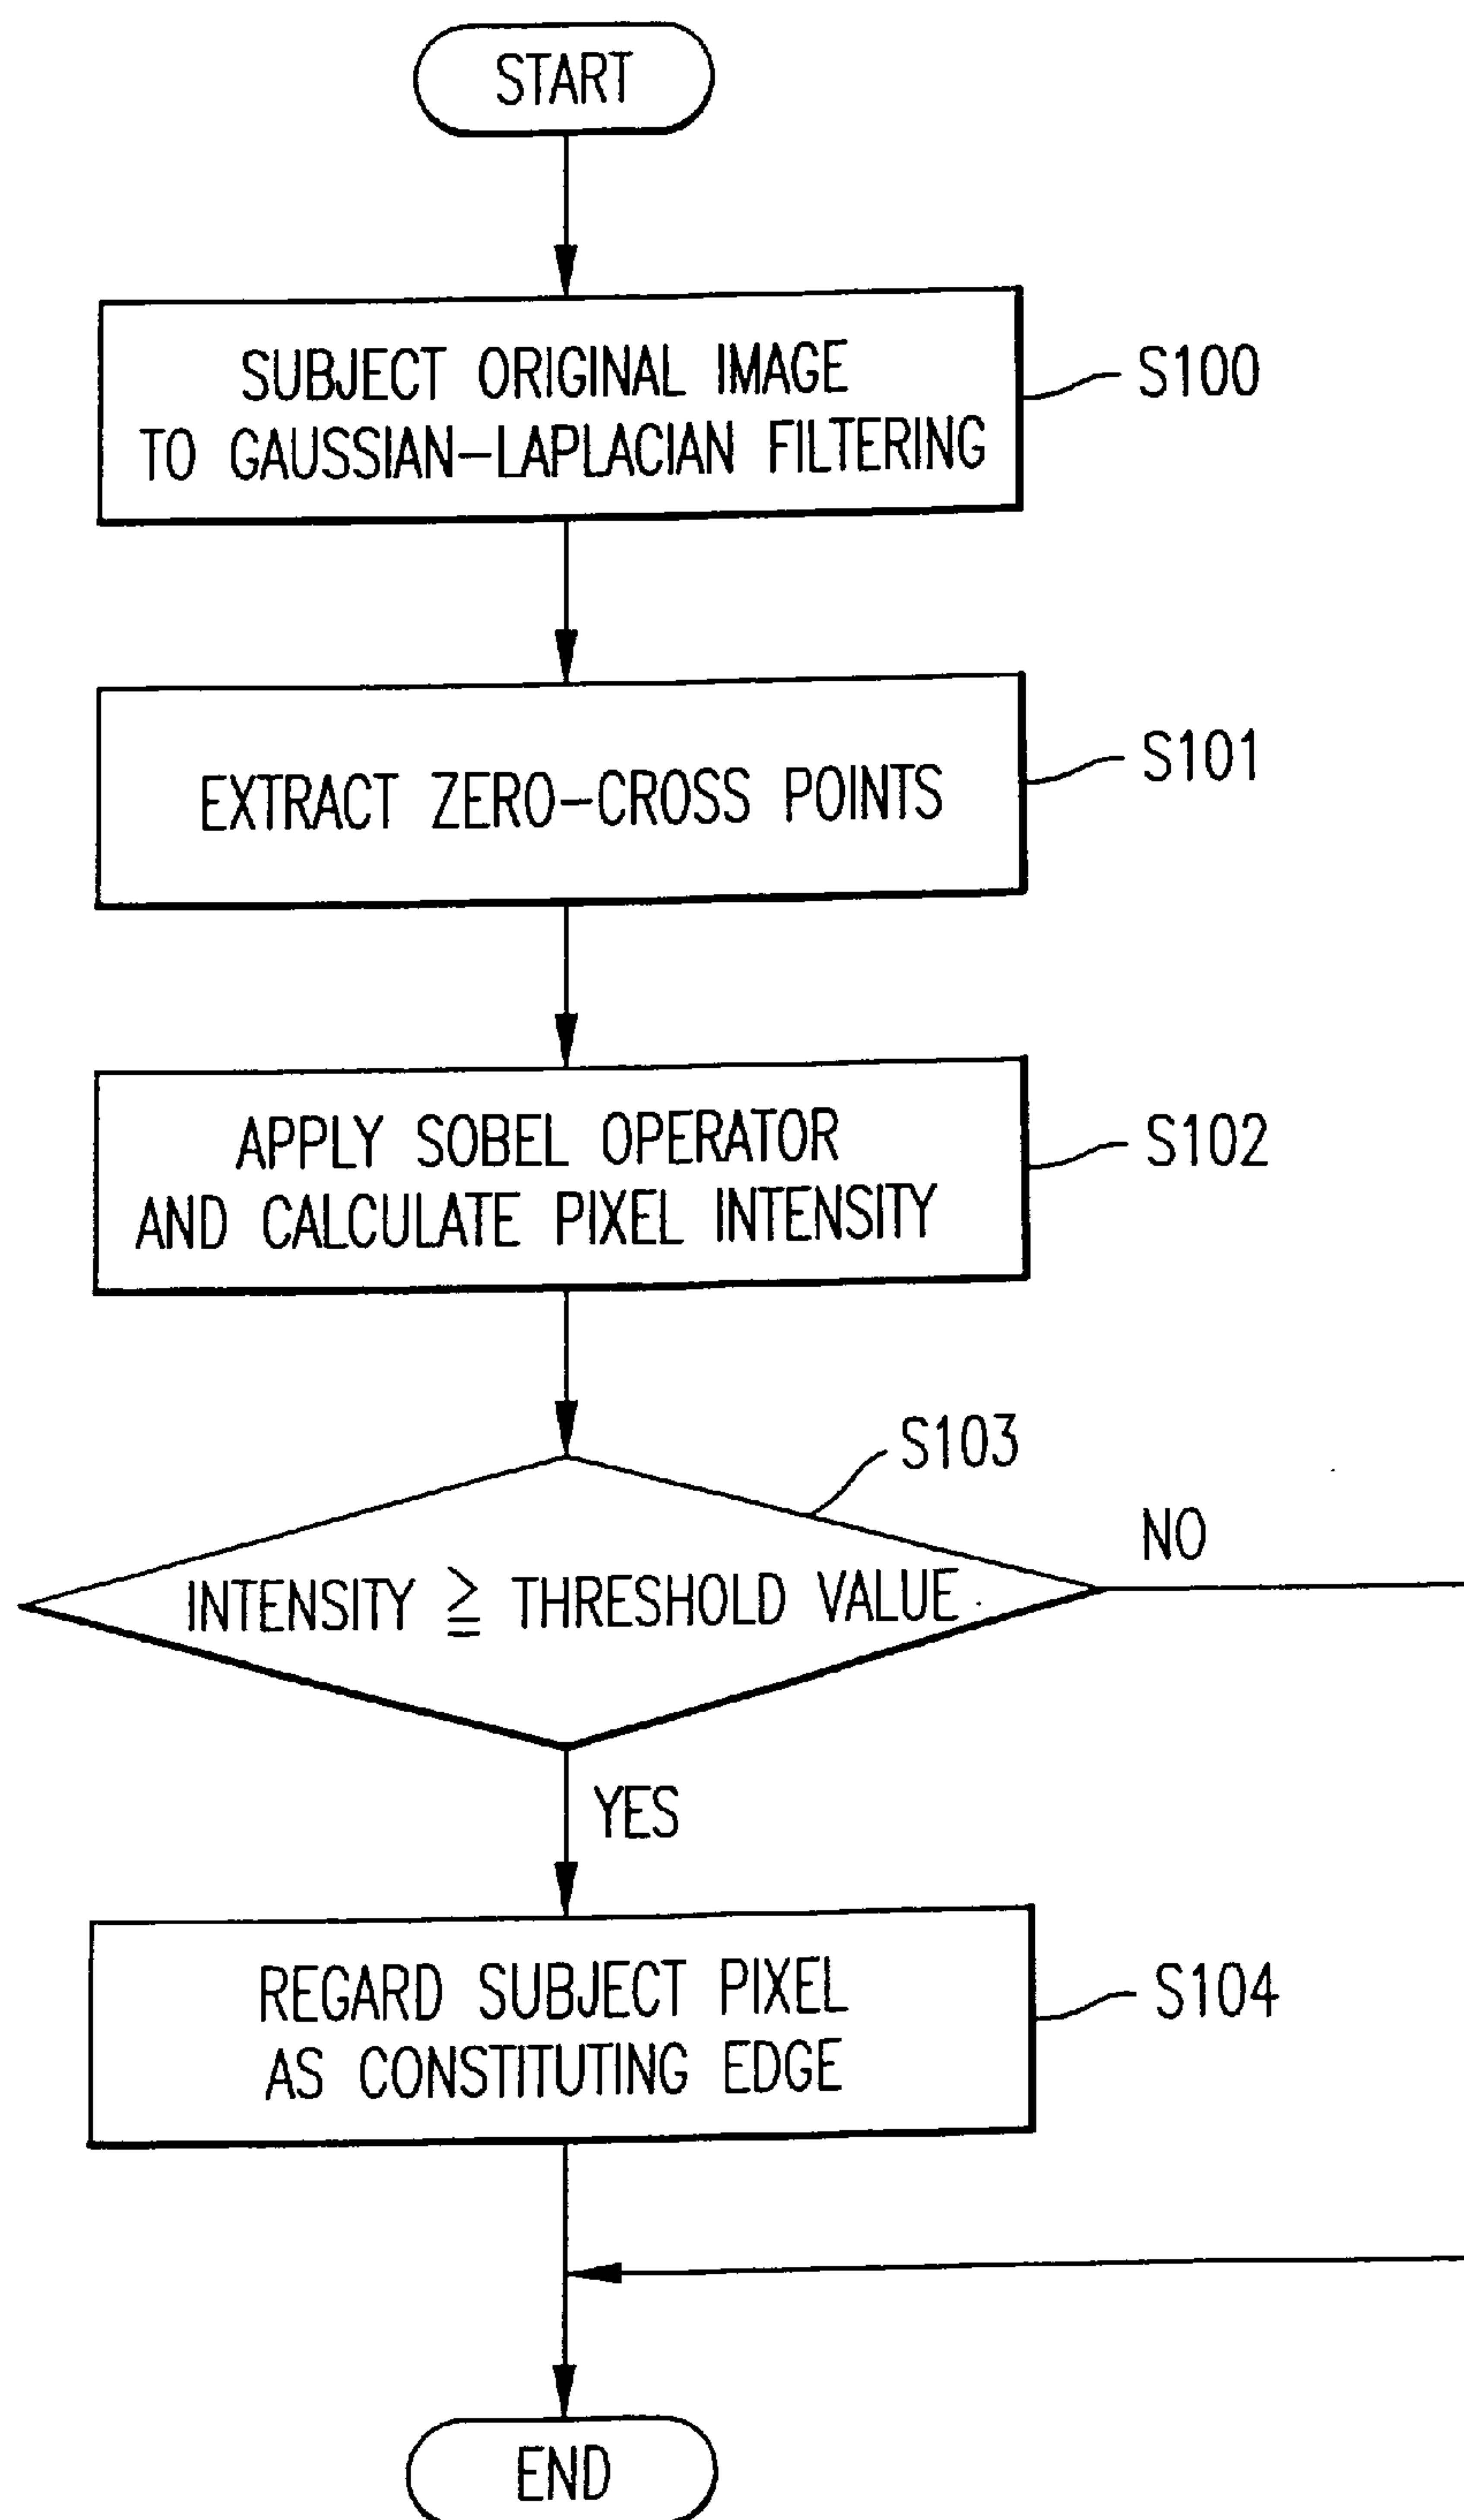 START
SUBJECT ORIGINAL IMAGE
TO GAUSSIAN-LAPLACIAN FILTERING
S100
EXTRACT ZERO-CROSS POINTS
S101
APPLY SOBEL OPERATOR
AND CALCULATE PIXEL INTENSITY
S102
S103
INTENSITY ≧ THRESHOLD VALUE
NO
YES
REGARD SUBJECT PIXEL
AS CONSTITUTING EDGE
S104
END